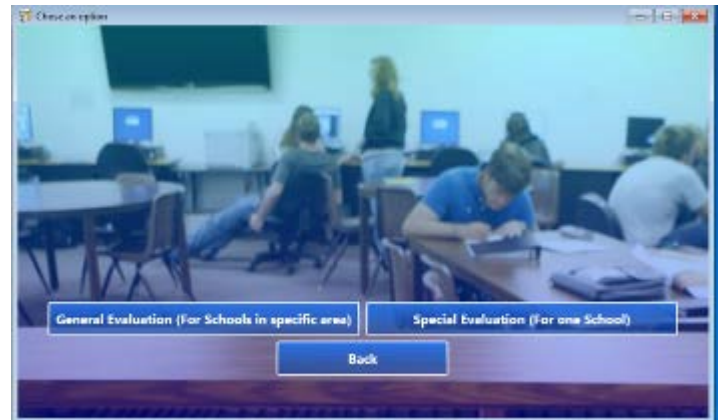 Chose an option
General Evaluation (For Schools in specific area)
Special Evaluation (For one School)
Back